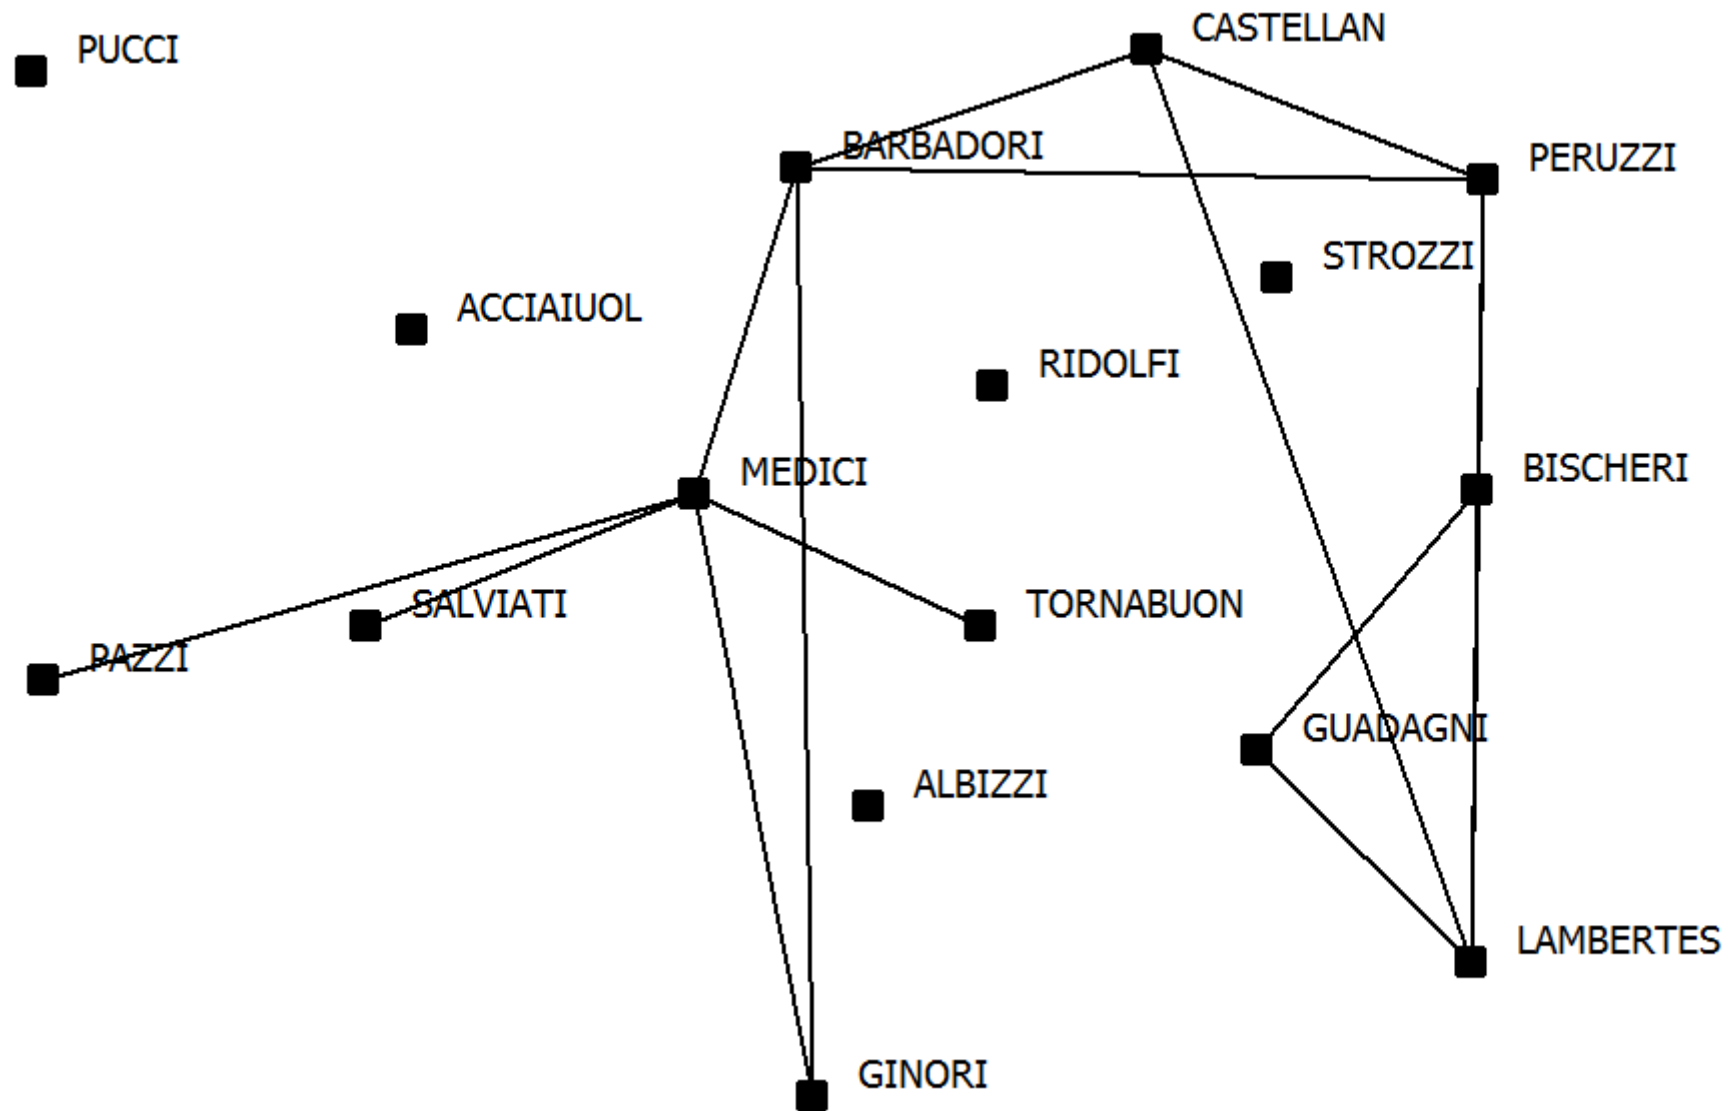 CASTELLAN
PUCCI
BARBADORI
PERUZZI
STROZZI
ACCIAIUOL
RIDOLFI
MEDICI
BISCHERI
SALVIATI
TORNABUON
PAZZI
GUADAGNI
ALBIZZI
LAMBERTES
GINORI